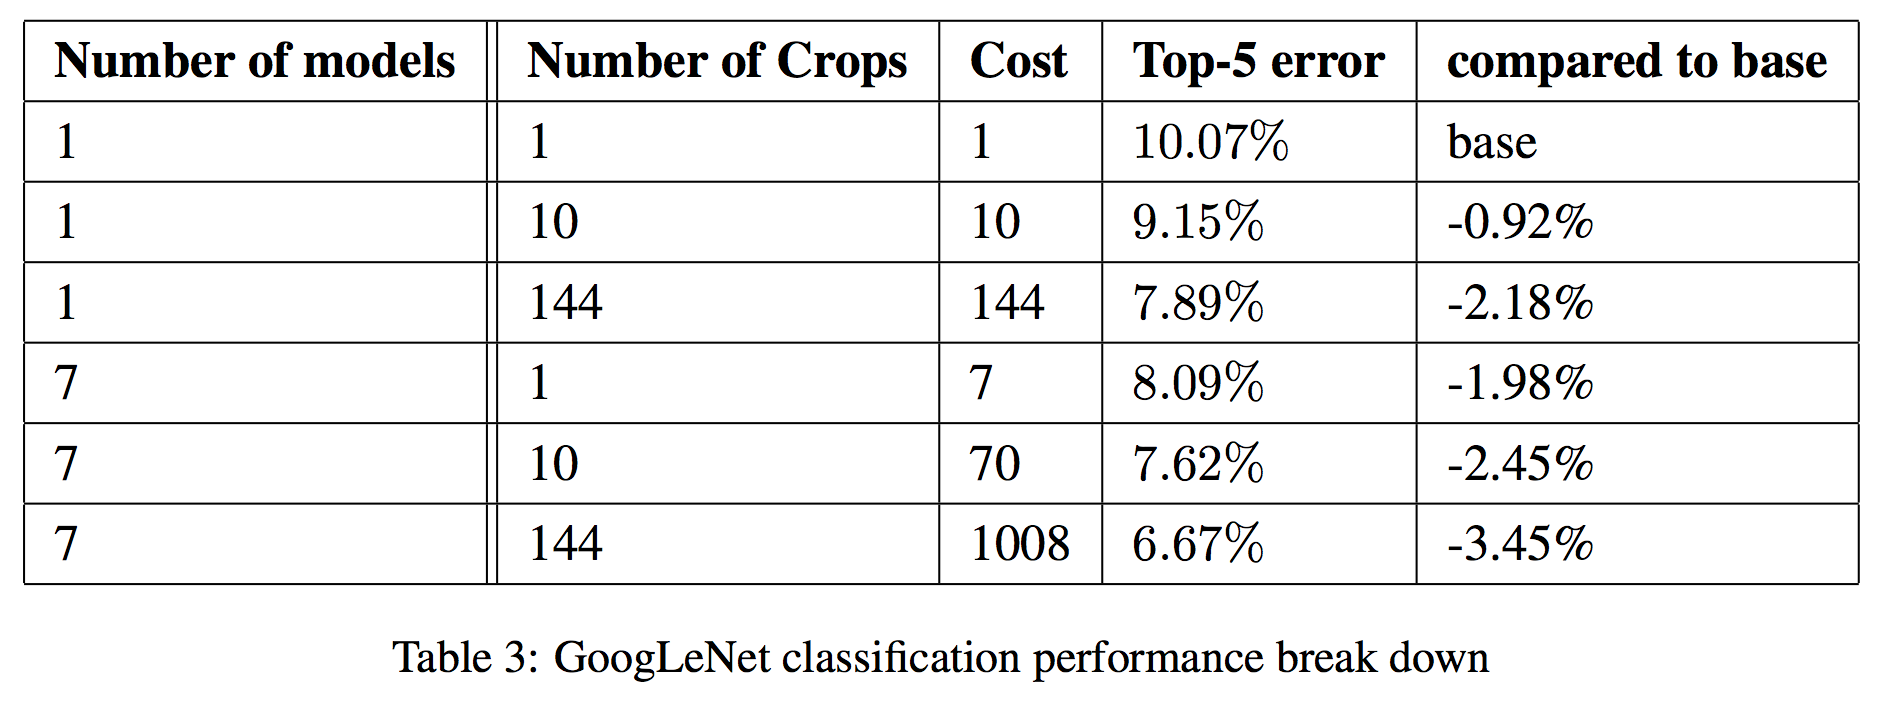 Number of models Number of Crops Cost Top-5 error compared to base
1 1 1 10.07% base
1 10 10 9.15% -0.92%
1 144 144 7.89% -2.18%
7 1 7 8.09% -1.98%
7 10 70 7.62% -2.45%
7 144 1008 6.67% -3.45%
Table 3: GoogLeNet classification performance break down